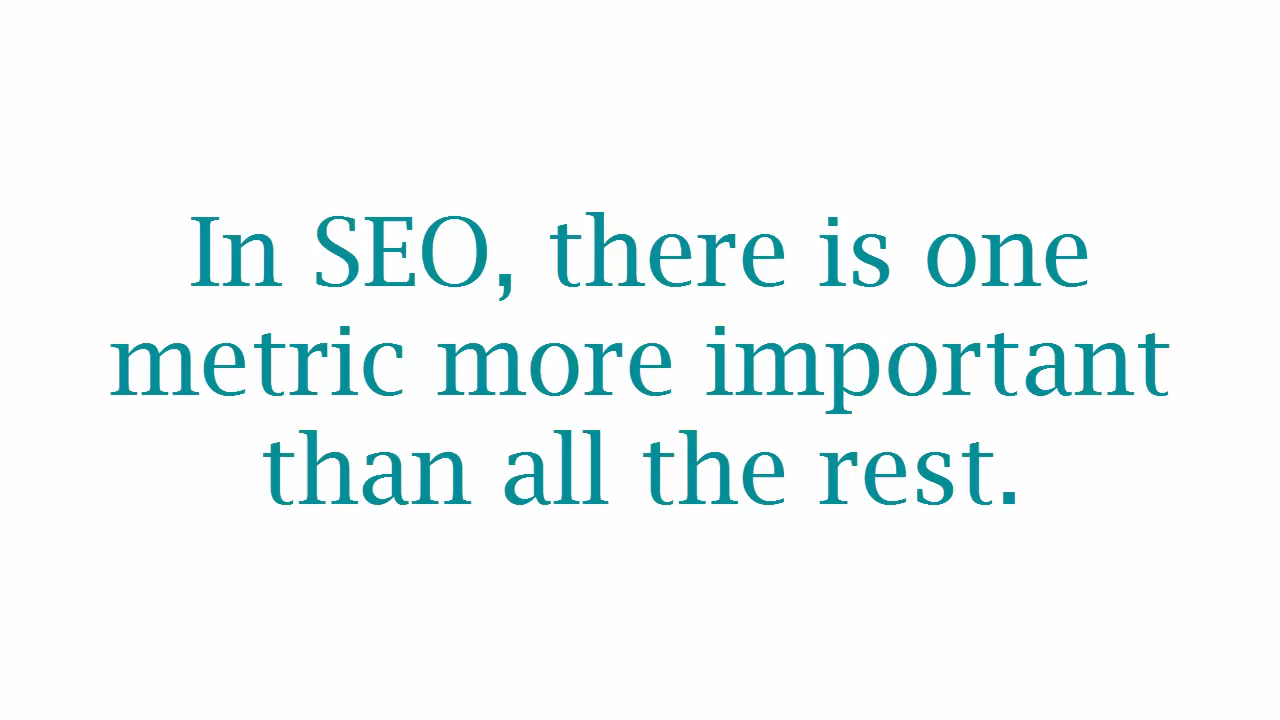 In SEO, there is one
metric more important
than all the rest.